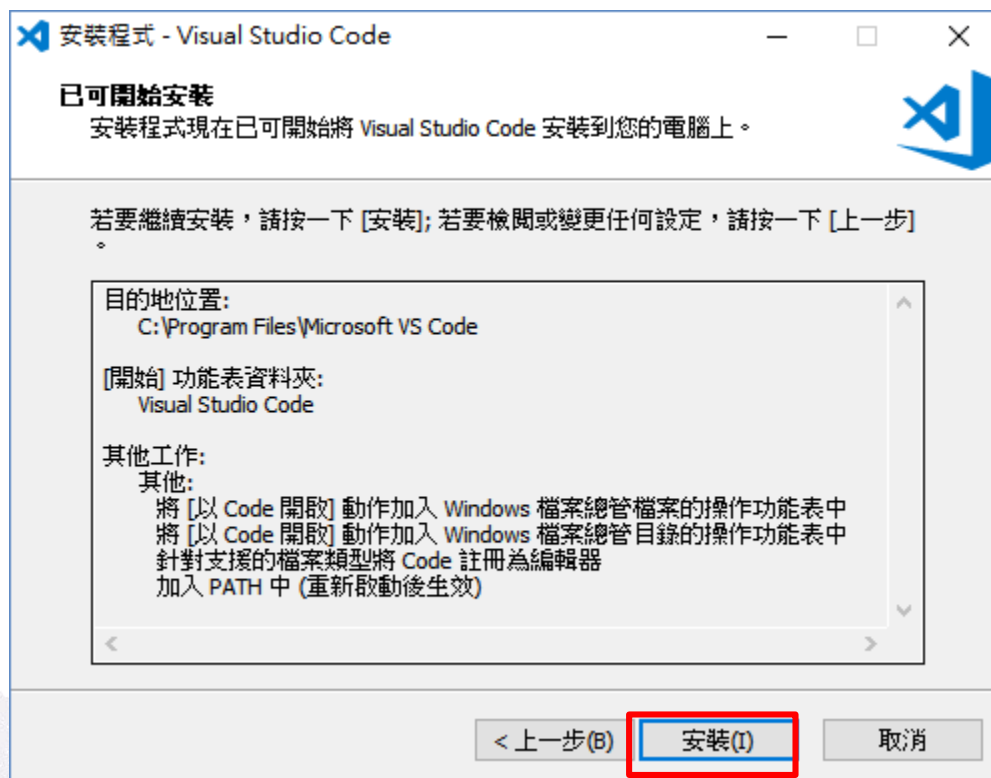 安裝程式 - Visual Studio Code
已可開始安裝
安裝程式現在已可開始將 Visual Studio Code 安裝到您的電腦上。
若要繼續安裝，請按一下 [安裝]; 若要檢閱或變更任何設定，請按一下 [上一步]
。
目的地位置:
C:\Program Files\Microsoft VS Code
[開始] 功能表資料夾:
Visual Studio Code
其他工作:
其他:
將 [以 Code 開啟] 動作加入 Windows 檔案總管檔案的操作功能表中
將 [以 Code 開啟] 動作加入 Windows 檔案總管目錄的操作功能表中
針對支援的檔案類型將 Code 註冊為編輯器
加入 PATH 中 (重新啟動後生效)
< 上一步(B) 安裝(I) 取消